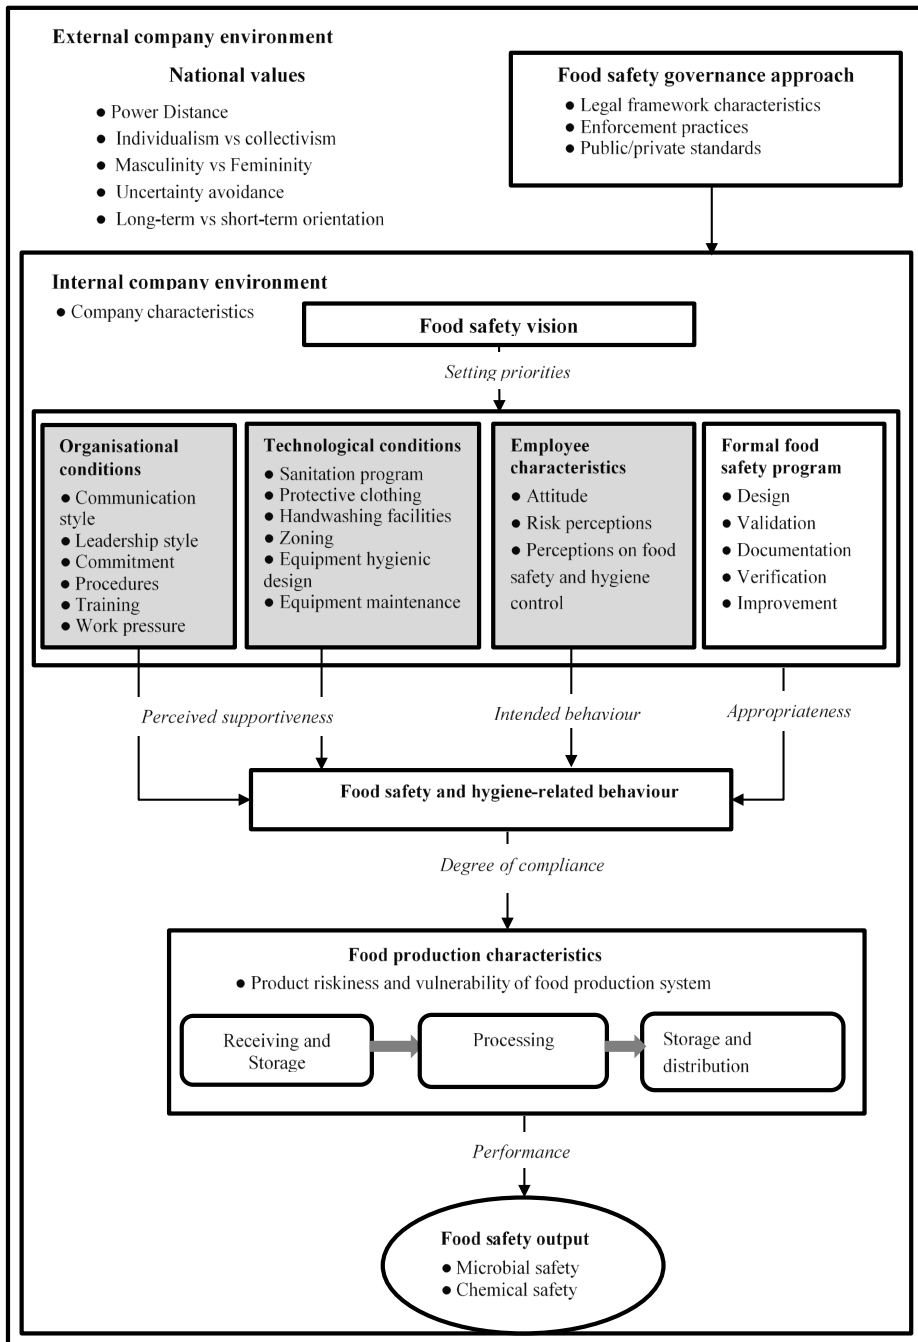 External company environment
National values
● Power Distance
● Individualism vs collectivism
● Masculinity vs Femininity
● Uncertainty avoidance
● Long-term vs short-term orientation
Food safety governance approach
● Legal framework characteristics
● Enforcement practices
● Public/private standards
Internal company environment
● Company characteristics
Food safety vision
Setting priorities
Organisational
conditions
● Communication
style
● Leadership style
● Commitment
● Procedures
● Training
● Work pressure
Technological conditions
● Sanitation program
● Protective clothing
● Handwashing facilities
● Zoning
● Equipment hygienic
design
● Equipment maintenance
Employee
characteristics
● Attitude
● Risk perceptions
● Perceptions on food
safety and hygiene
control
Formal food
safety program
● Design
● Validation
● Documentation
● Verification
● Improvement
Perceived supportiveness
Intended behaviour
Appropriateness
Food safety and hygiene-related behaviour
Degree of compliance
Food production characteristics
● Product riskiness and vulnerability of food production system
Receiving and
Storage
Processing
Storage and
distribution
Performance
Food safety output
● Microbial safety
● Chemical safety